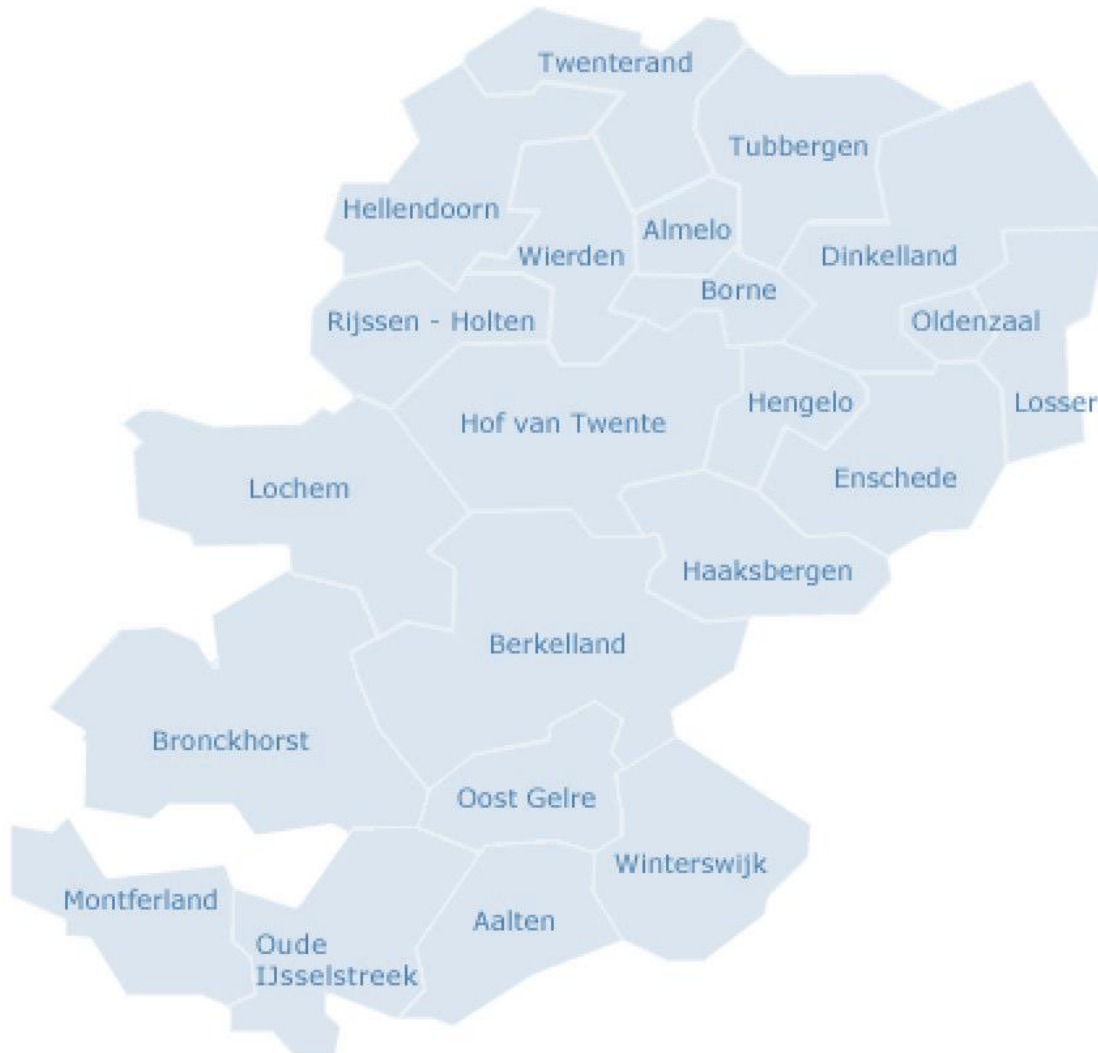 Twenterand
Tubbergen
Hellendoorn
Almelo
Wierden
Dinkelland
Borne
Rijssen - Holten
Oldenzaal
Hengelo
Losser
Hof van Twente
Enschede
Lochem
Haaksbergen
Berkelland
Bronckhorst
Oost Gelre
Winterswijk
Montferland
Aalten
Oude
IJsselstreek